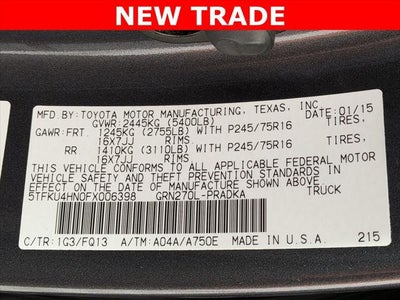 NEW TRADE
MFD.BY:TOYOTA MOTOR MANUFACTURING, TEXAS, INC. 01/15
GVWR:2445KG (5400LB)
GAWR:FRT. 1245KG (2755LB) WITH P245/75R16 TIRES,
16X7JJ RIMS
RR 1410KG (3110LB) WITH P245/75R16 TIRES,
16X7JJ RIMS
THIS VEHICLE CONFORMS TO ALL APPLICABLE FEDERAL MOTOR
VEHICLE SAFETY AND THEFT PREVENTION STANDARDS IN
EFFECT ON THE DATE OF MANUFACTURE SHOWN ABOVE.
5TFKU4HN0FX006398 GRN270L-PRADKA TRUCK
C/TR:1G3/FQ13 A/TM:A04A/A750E MADE IN U.S.A. 215